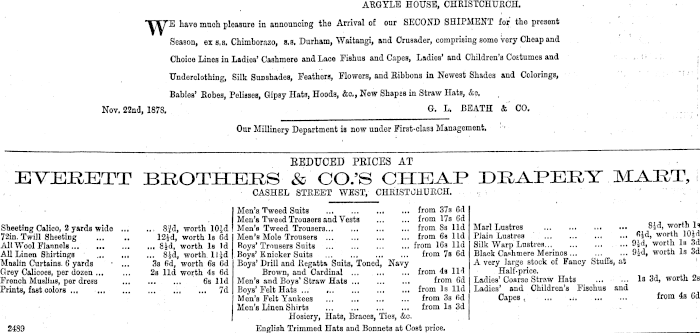 ARGYLE HOUSE, CHRISTCHURCH.
WE have much pleasure in announcing the Arrival of our SECOND SHIPMENT for the present
Season, ex s.s. Chimborazo, s.s. Durham, Waitangi, and Crusader, comprising some very Cheap and
Choice Lines in Ladies' Cashmere and Lace Fishus and Capes, Ladies' and Children's Costumes and
Underclothing, Silk Sunshades, Feathers, Flowers, and Ribbons in Newest Shades and Colorings,
Babies' Robes, Pelisses, Gipsy Hats, Hoods, &c., New Shapes in Straw Hats, &c.
Nov. 22nd, 1878. G. L. BEATH & CO.
Our Millinery Department is now under First-class Management.
REDUCED PRICES AT
EVERETT BROTHERS & CO.'S CHEAP DRAPERY MART,
CASHEL STREET WEST, CHRISTCHURCH.
Sheeting Calico, 2 yards wide ... ... 8½d, worth 10½d
72in. Twill Sheeting ... ... 12½d, worth 1s 6d
All Wool Flannels ... ... 8½d, worth 1s 1d
All Linen Shirtings ... ... 8½d, worth 11½d
Muslin Curtains, 6 yards ... 3s 6d, worth 6s 6d
Grey Calicoes, per dozen ... 2s 11d worth 4s 6d
French Muslins, per dress ... ... 6s 11d
Prints, fast colors ... ... ... 7d
Men's Tweed Suits ... ... ... from 37s 6d
Men's Tweed Trousers and Vests ... from 17s 6d
Men's Tweed Trousers... ... ... from 8s 11d
Men's Mole Trousers ... ... ... from 6s 11d
Boys' Trousers Suits ... ... ... from 16s 11d
Boys' Knicker Suits ... ... ... from 7s 6d
Boys' Drill and Regatta Suits, Toned, Navy
Brown, and Cardinal ... ... from 4s 11d
Men's and Boys' Straw Hats ... ... from 6d
Boys' Felt Hats ... ... ... from 1s 11d
Men's Felt Yankees ... ... ... from 3s 6d
Men's Linen Shirts ... ... ... from 1s 3d
Hosiery, Hats, Braces, Ties, &c.
Marl Lustres ... ... ... 8½d, worth 1s
Plain Lustres ... ... ... 6½d, worth 10½d
Silk Warp Lustres ... ... 9½d, worth 1s 3d
Black Cashmere Merinos ... ... 9½d, worth 1s 3d
A very large stock of Fancy Stuffs, at
Half-price.
Ladies' Coarse Straw Hats 1s 3d, worth 2s
Ladies' and Children's Fischus and
Capes ... ... ... from 4s 6d
2489 English Trimmed Hats and Bonnets at Cost price.